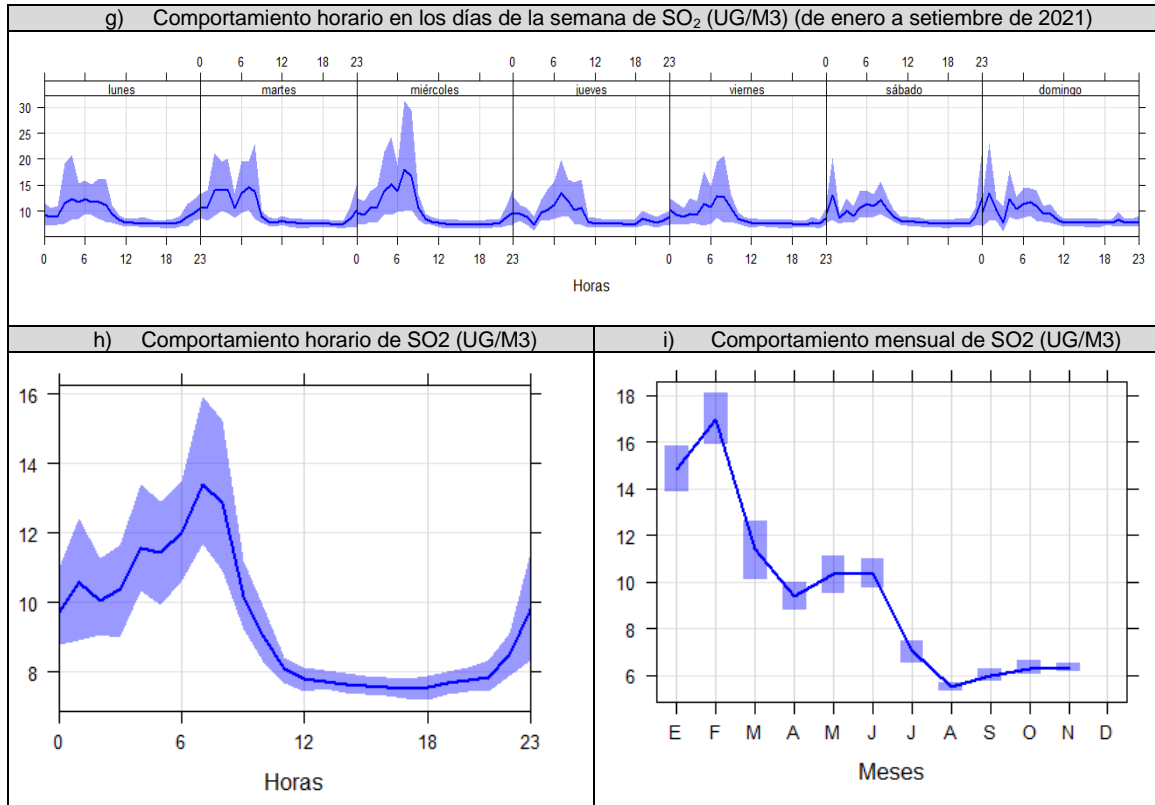 g) Comportamiento horario en los días de la semana de SO₂ (UG/M3) (de enero a setiembre de 2021)
0 6 12 18 23 0 6 12 18 23 0 6 12 18 23
lunes martes miércoles jueves viernes sábado domingo
30
25
20
15
10
0 6 12 18 23 0 6 12 18 23 0 6 12 18 23 0 6 12 18 23
Horas
h) Comportamiento horario de SO2 (UG/M3)
16
14
12
10
8
0 6 12 18 23
Horas
i) Comportamiento mensual de SO2 (UG/M3)
18
16
14
12
10
8
6
E F M A M J J A S O N D
Meses